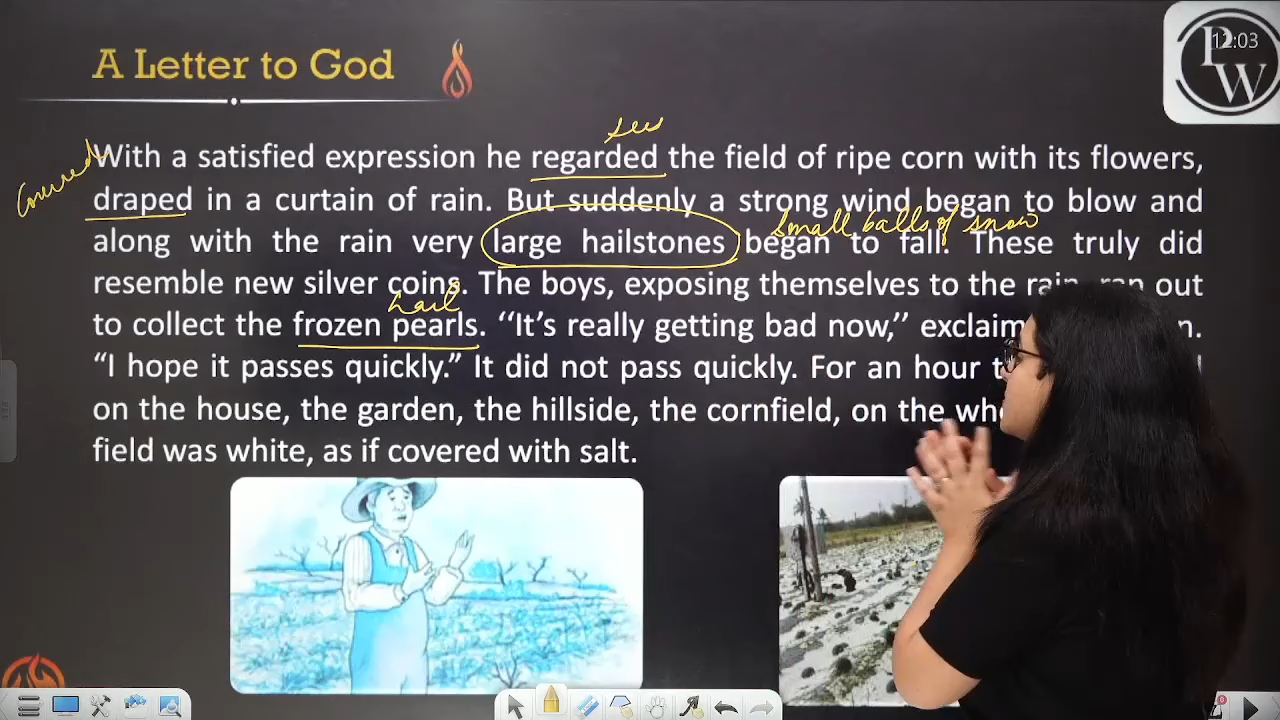 A Letter to God
12:03
PW
see
With a satisfied expression he regarded the field of ripe corn with its flowers,
Covered
draped in a curtain of rain. But suddenly a strong wind began to blow and
Small balls of snow
along with the rain very large hailstones began to fall. These truly did
resemble new silver coins. The boys, exposing themselves to the rain, ran out
hail
to collect the frozen pearls. ‘‘It’s really getting bad now,’’ exclaim n.
“I hope it passes quickly.” It did not pass quickly. For an hour
on the house, the garden, the hillside, the cornfield, on the
field was white, as if covered with salt.